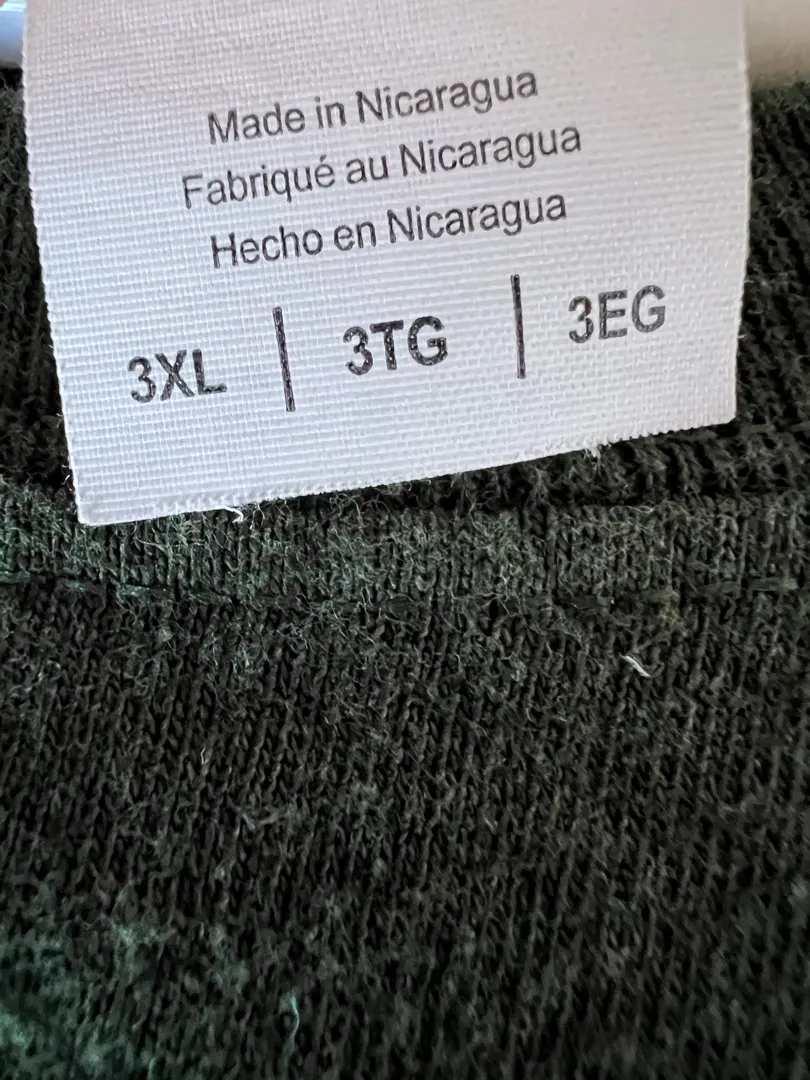 Made in Nicaragua
Fabriqué au Nicaragua
Hecho en Nicaragua
3XL | 3TG | 3EG